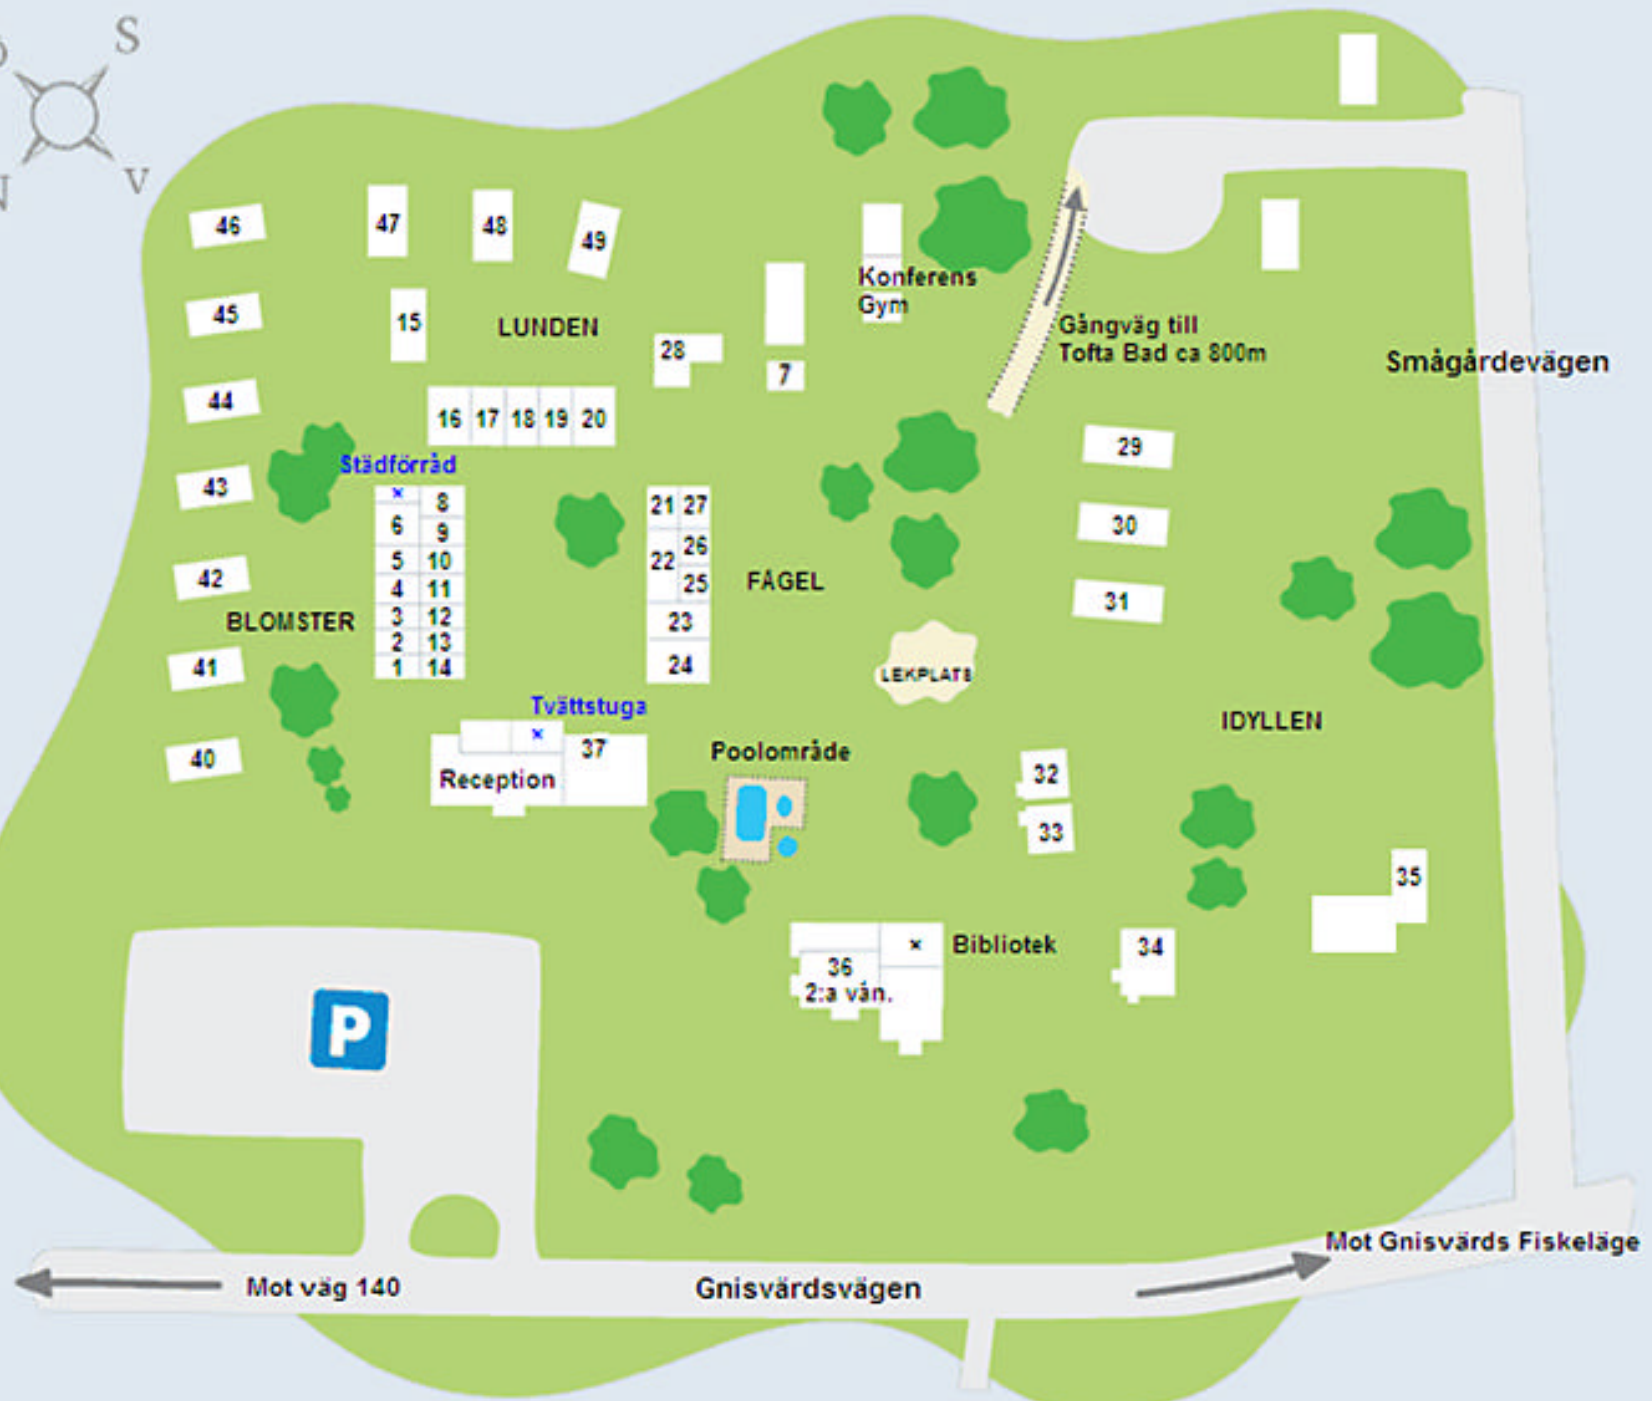 S
Ö
V
N
46
47
48
49
45
15
LUNDEN
Konferens
Gym
28
7
Gångväg till
Tofta Bad ca 800m
Smågårdevägen
44
16 17 18 19 20
43
Städförråd
x
6
5
4
3
2
1
8
9
10
11
12
13
14
21 27
22
26
25
23
24
FÅGEL
29
30
31
42
BLOMSTER
41
40
LEKPLATS
IDYLLEN
Tvättstuga
x
37
Reception
Poolområde
32
33
35
34
x
Bibliotek
36
2:a vån.
P
Mot väg 140
Gnisvärdsvägen
Mot Gnisvärds Fiskeläge